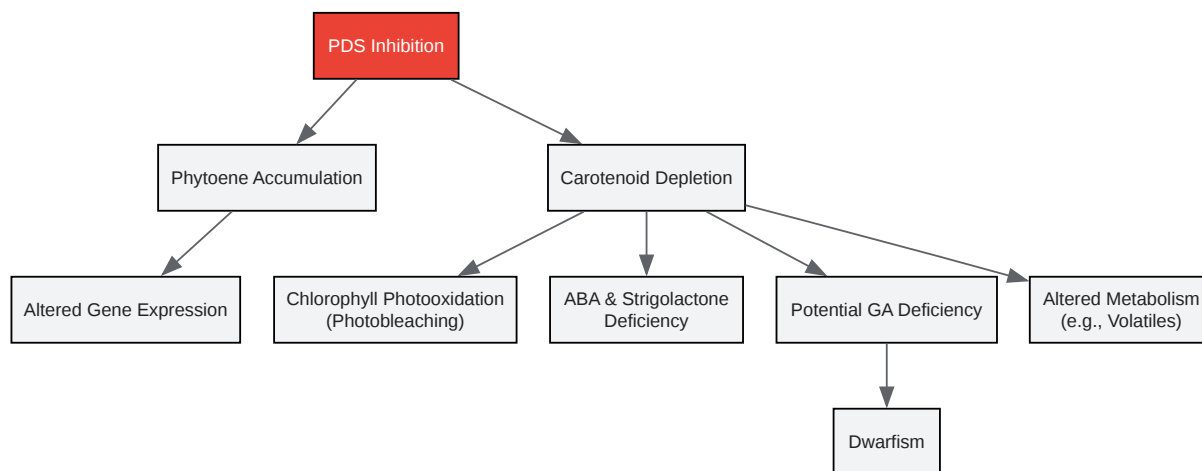 PDS Inhibition
Phytoene Accumulation
Carotenoid Depletion
Altered Gene Expression
Chlorophyll Photooxidation
(Photobleaching)
ABA & Strigolactone
Deficiency
Potential GA Deficiency
Altered Metabolism
(e.g., Volatiles)
Dwarfism